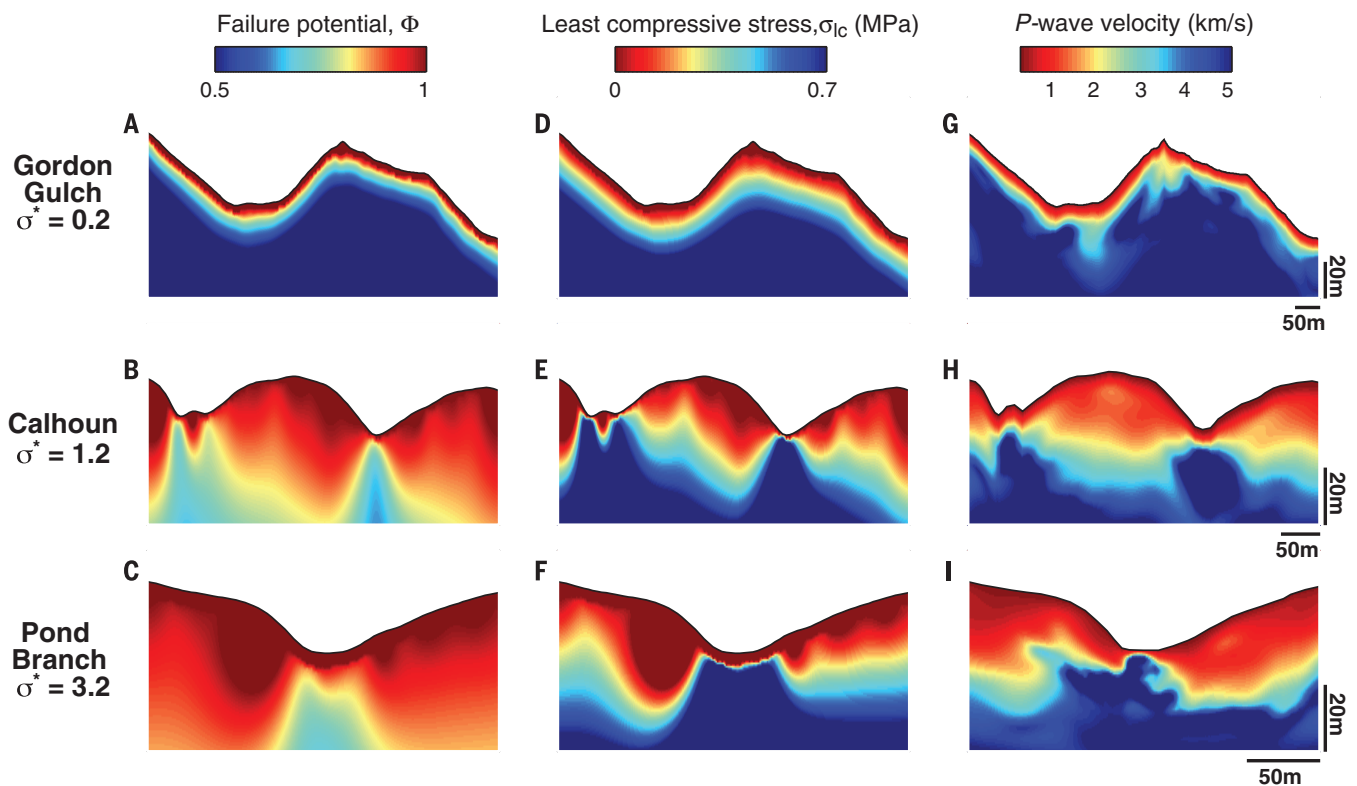 Failure potential, Φ
0.5 1
Least compressive stress,σlc (MPa)
0 0.7
P-wave velocity (km/s)
1 2 3 4 5
Gordon
Gulch
σ* = 0.2
A
D
G
20m
50m
Calhoun
σ* = 1.2
B
E
H
20m
50m
Pond
Branch
σ* = 3.2
C
F
I
20m
50m